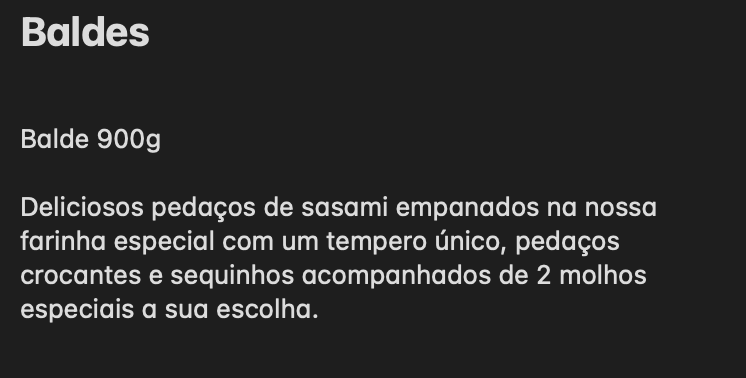 Baldes
Balde 900g
Deliciosos pedaços de sasami empanados na nossa
farinha especial com um tempero único, pedaços
crocantes e sequinhos acompanhados de 2 molhos
especiais a sua escolha.